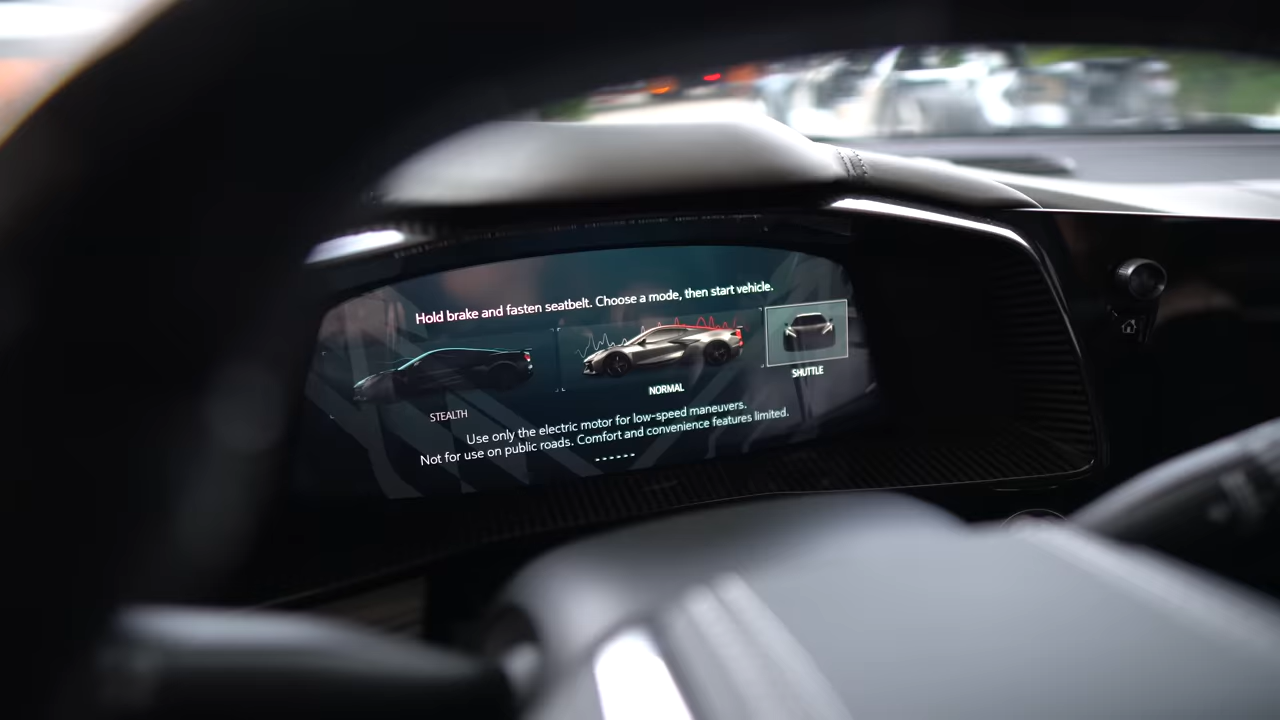 Hold brake and fasten seatbelt. Choose a mode, then start vehicle.
STEALTH
NORMAL
SHUTTLE
Use only the electric motor for low-speed maneuvers.
Not for use on public roads. Comfort and convenience features limited.